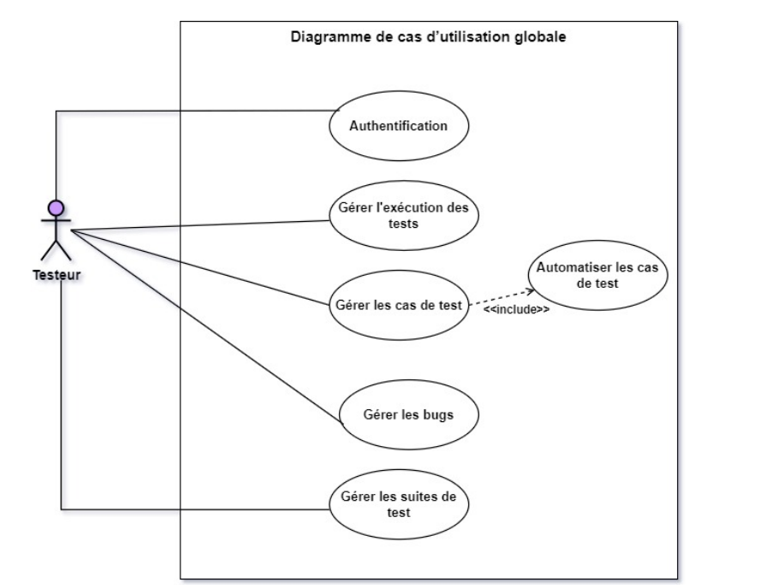 Diagramme de cas d'utilisation globale
Authentification
Gérer l'exécution des
tests
Testeur
Automatiser les cas
de test
Gérer les cas de test
<<include>>
Gérer les bugs
Gérer les suites de
test